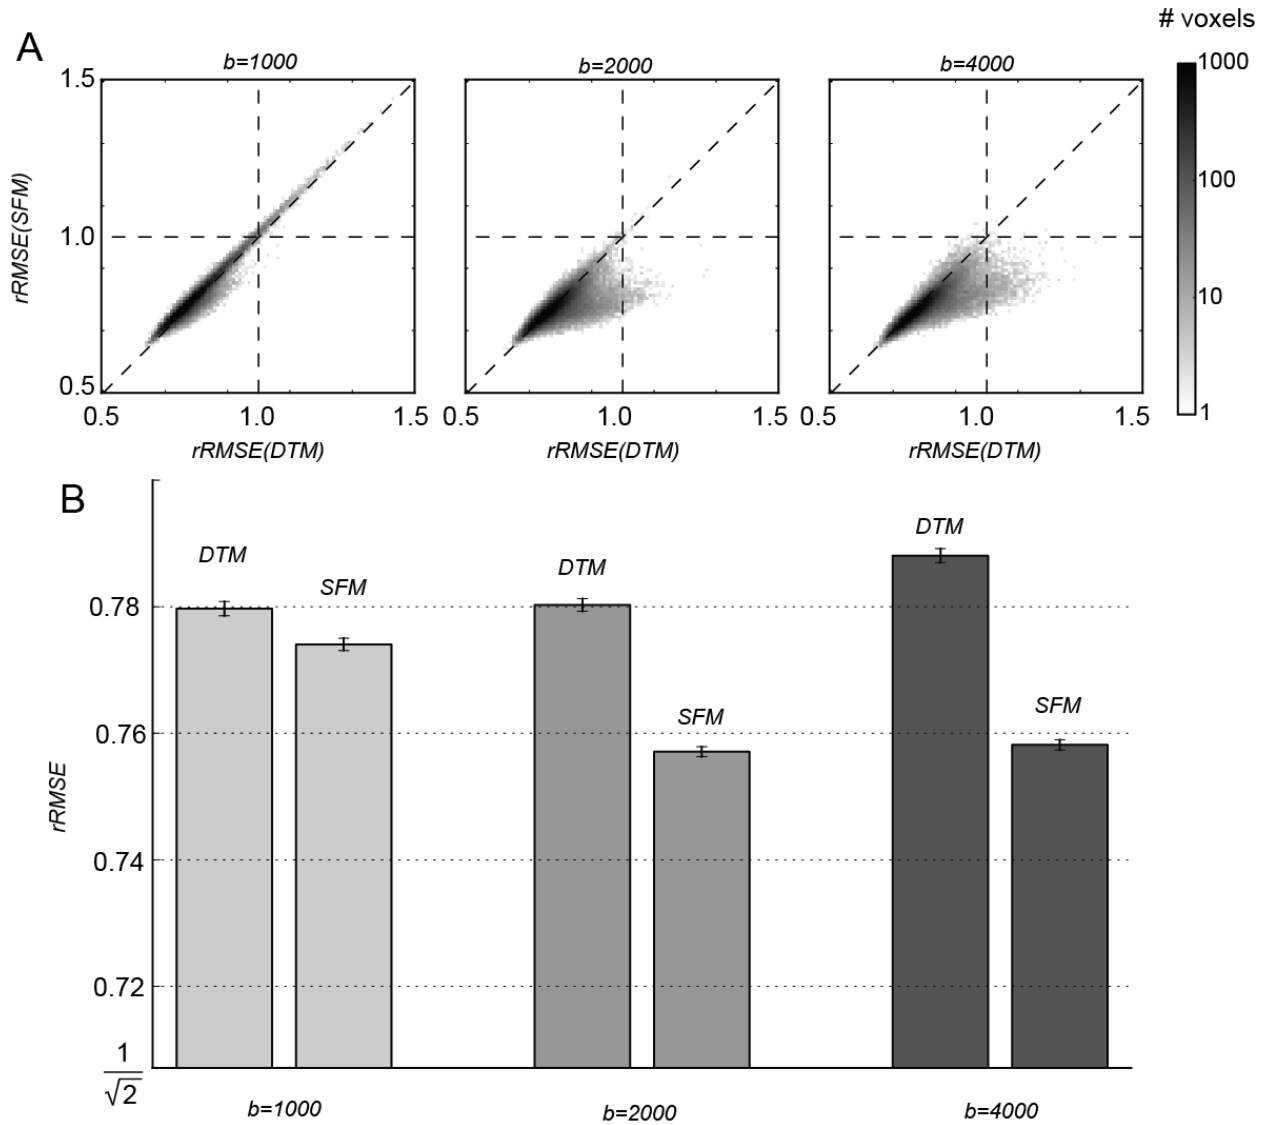 # voxels
A
b=1000
b=2000
b=4000
1.5
1.0
0.5
rRMSE(SFM)
0.5 1.0 1.5
0.5 1.0 1.5
0.5 1.0 1.5
rRMSE(DTM)
rRMSE(DTM)
rRMSE(DTM)
1000
100
10
1
B
DTM
SFM
DTM
SFM
DTM
SFM
0.78
0.76
0.74
0.72
1
√2
rRMSE
b=1000
b=2000
b=4000